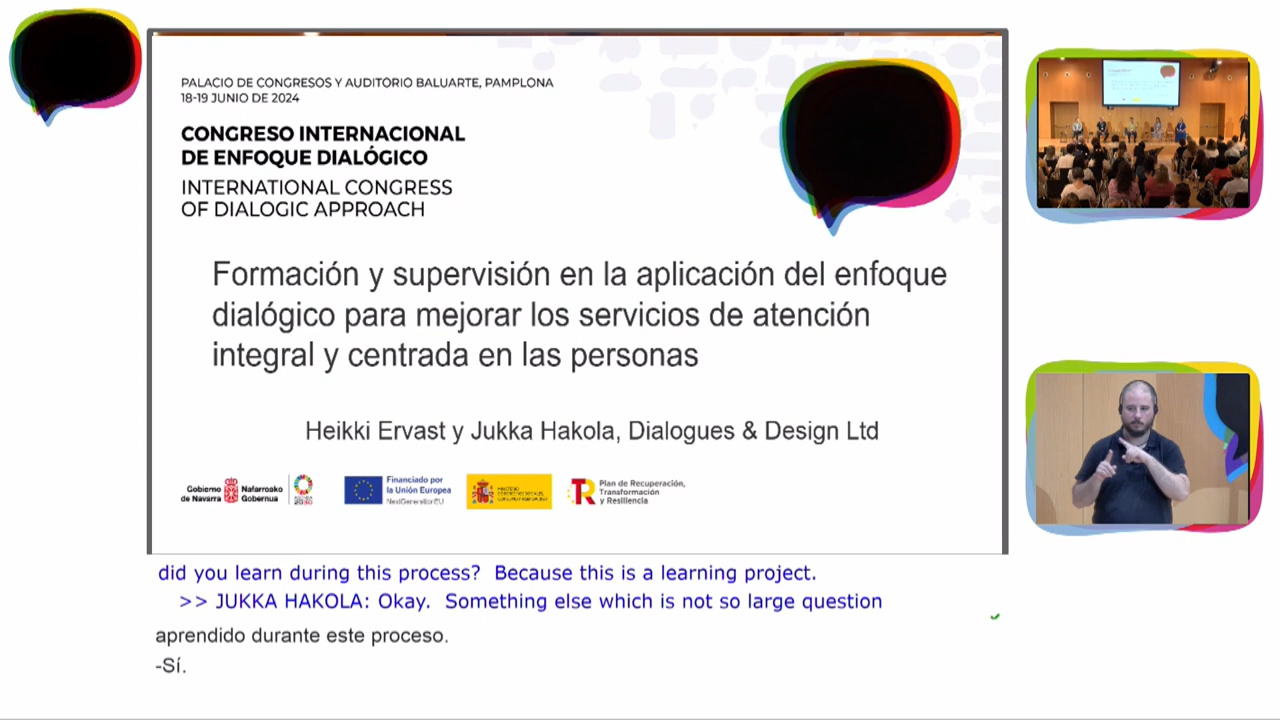 PALACIO DE CONGRESOS Y AUDITORIO BALUARTE, PAMPLONA
18-19 JUNIO DE 2024
CONGRESO INTERNACIONAL
DE ENFOQUE DIALÓGICO
INTERNATIONAL CONGRESS
OF DIALOGIC APPROACH
Formación y supervisión en la aplicación del enfoque
dialógico para mejorar los servicios de atención
integral y centrada en las personas
Heikki Ervast y Jukka Hakola, Dialogues & Design Ltd
Gobierno de Navarra
Nafarroako Gobernua
Financiado por
la Unión Europea
NextGenerationEU
Plan de Recuperación,
Transformación
y Resiliencia
did you learn during this process?  Because this is a learning project.
>> JUKKA HAKOLA: Okay.  Something else which is not so large question
aprendido durante este proceso.
-Sí.